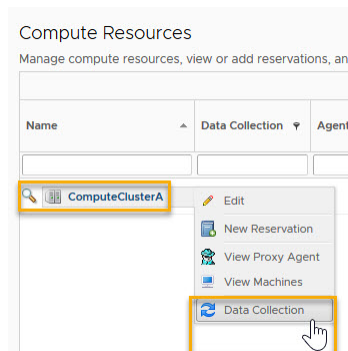 Compute Resources
Manage compute resources, view or add reservations, an
Name Data Collection Agent
ComputeClusterA
Edit
New Reservation
View Proxy Agent
View Machines
Data Collection